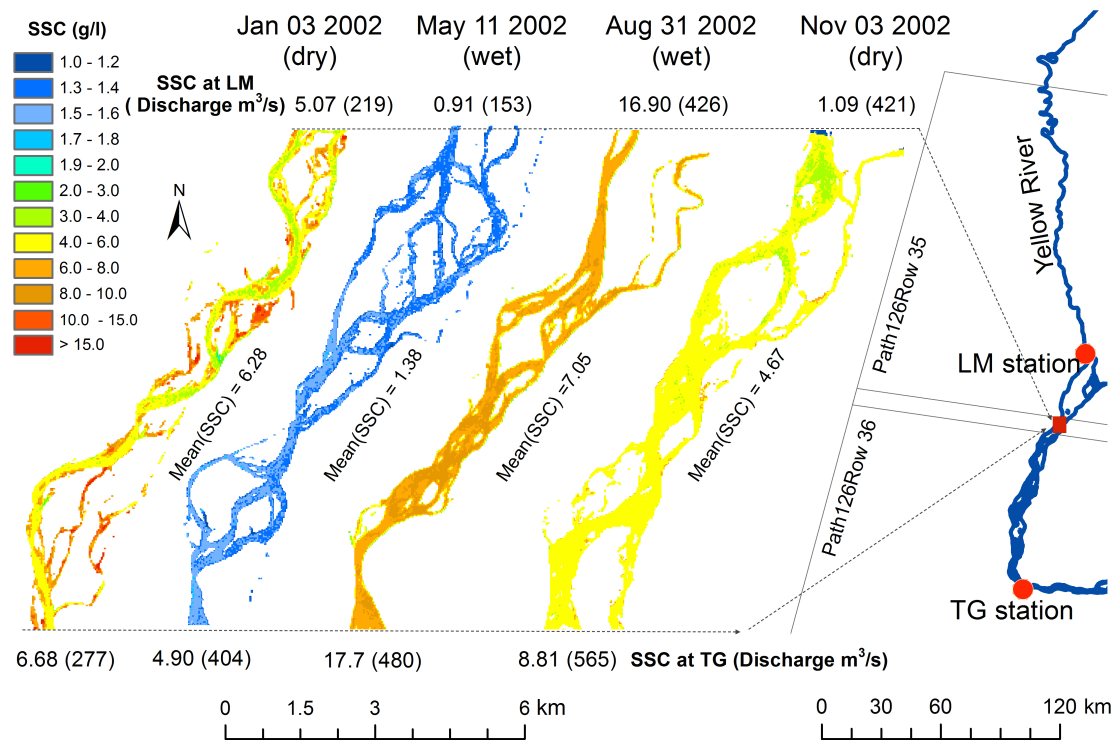 SSC (g/l)
1.0 - 1.2
1.3 - 1.4
1.5 - 1.6
1.7 - 1.8
1.9 - 2.0
2.0 - 3.0
3.0 - 4.0
4.0 - 6.0
6.0 - 8.0
8.0 - 10.0
10.0 - 15.0
> 15.0
Jan 03 2002
(dry)
May 11 2002
(wet)
Aug 31 2002
(wet)
Nov 03 2002
(dry)
SSC at LM
( Discharge m³/s)
5.07 (219)
0.91 (153)
16.90 (426)
1.09 (421)
N
Mean(SSC) = 6.28
Mean(SSC) = 1.38
Mean(SSC) =7.05
Mean(SSC) = 4.67
Yellow River
Path126Row 35
LM station
Path126Row 36
TG station
6.68 (277)
4.90 (404)
17.7 (480)
8.81 (565)
SSC at TG (Discharge m³/s)
0 1.5 3 6 km
0 30 60 120 km